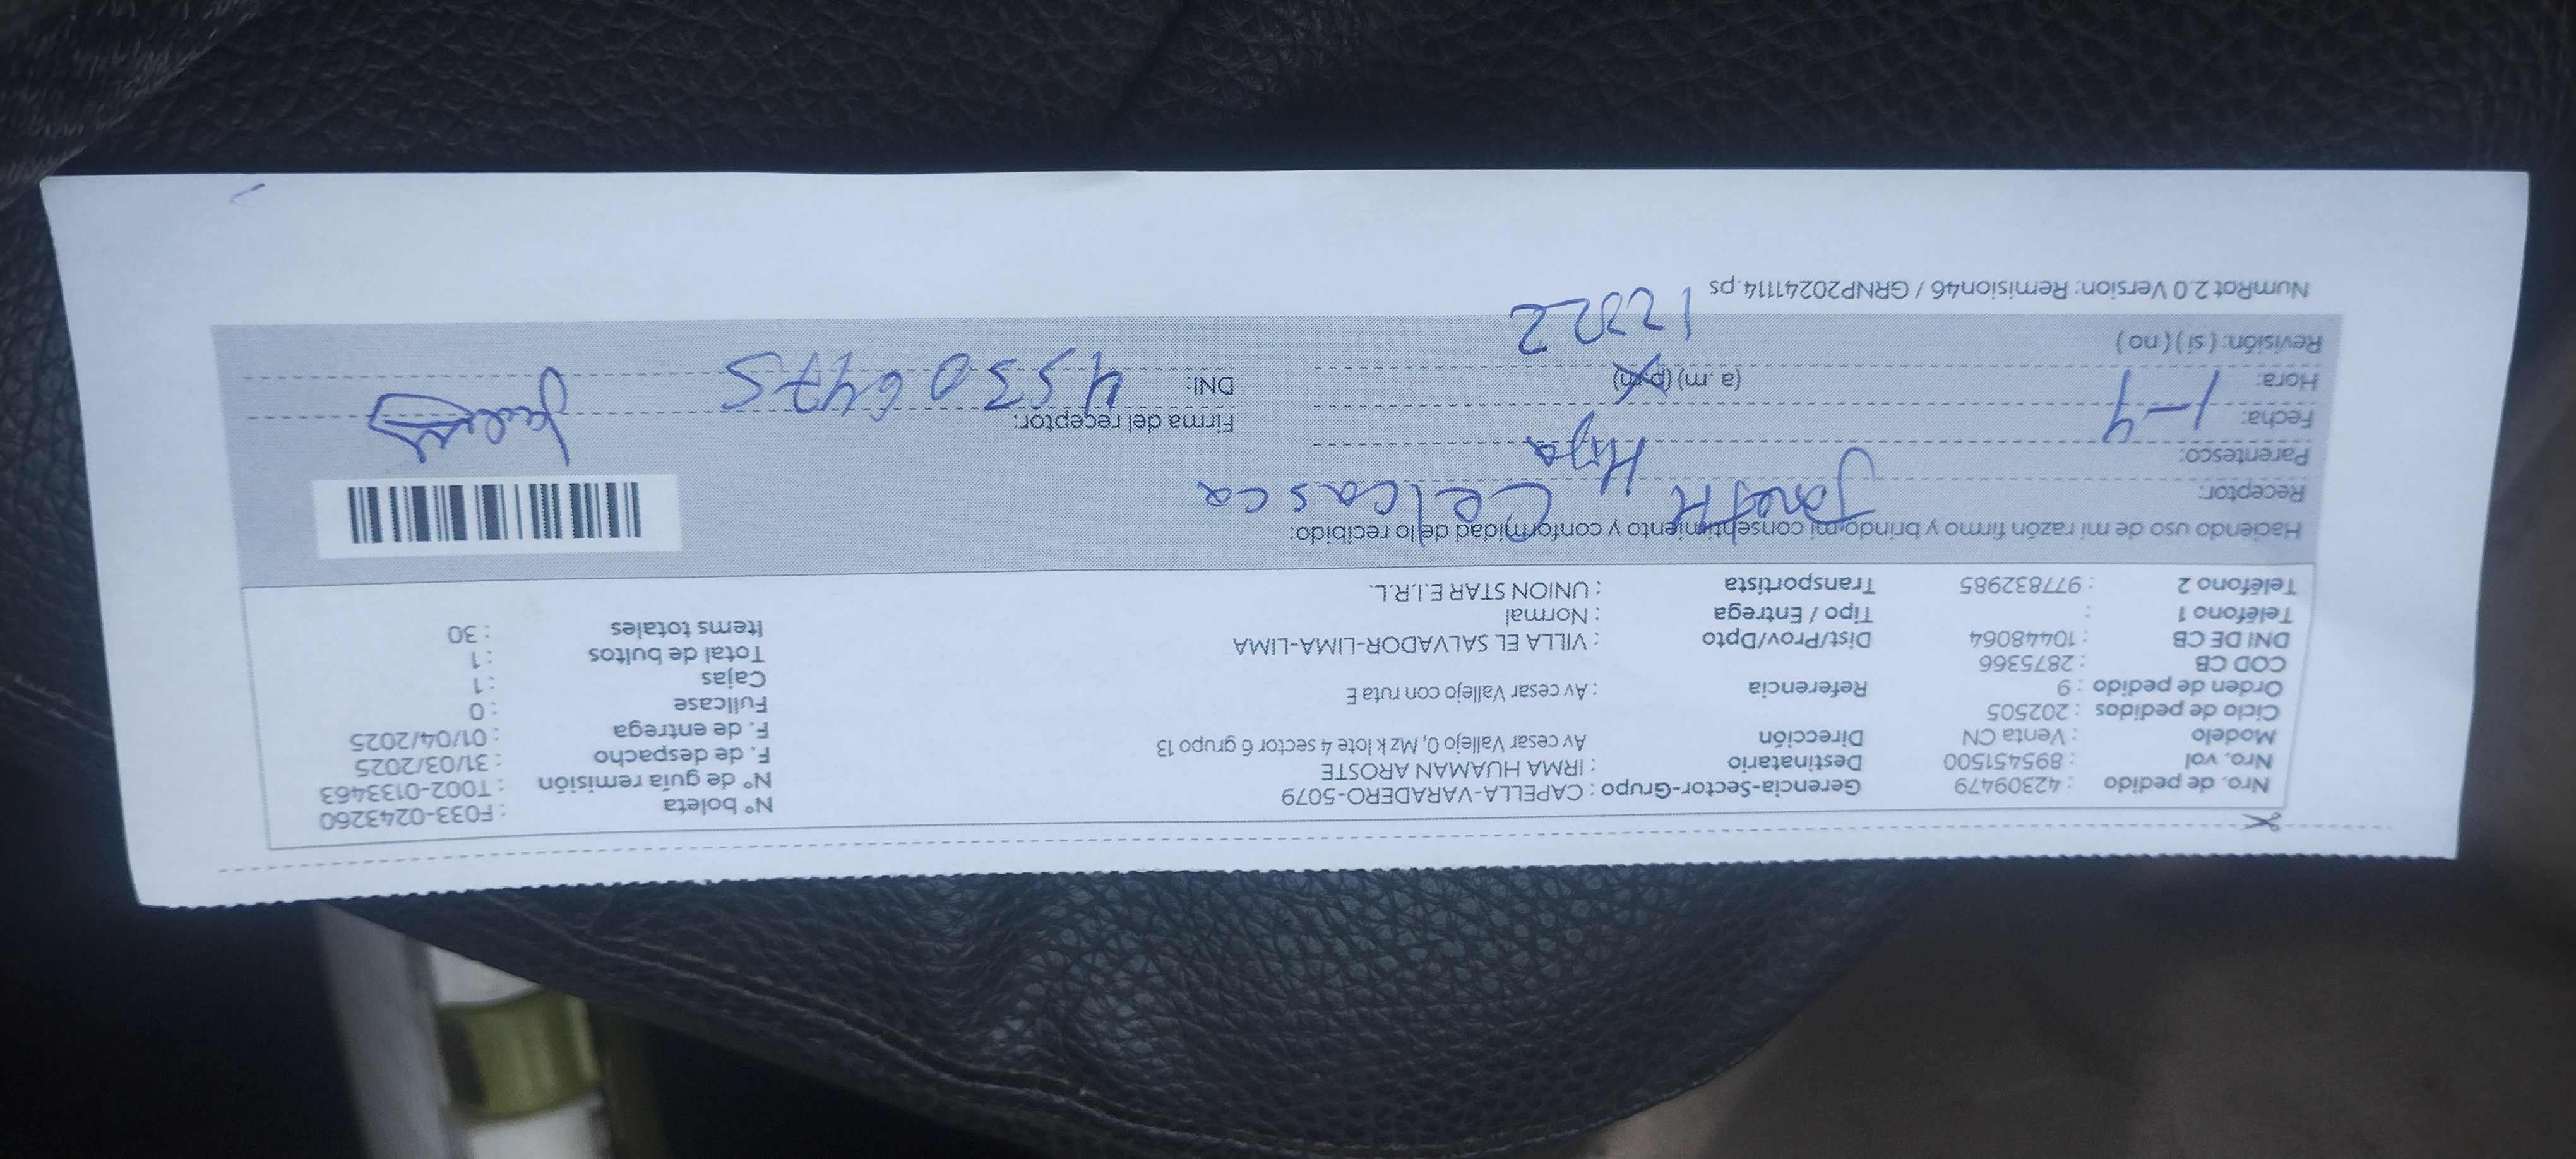 Nro. de pedido : 42309479 Gerencia-Sector-Grupo : CAPELLA-VARADERO-5079 N° boleta : F033-0243260
Nro. vol : 895451500 Destinatario : IRMA HUAMAN AROSTE N° de guía remisión : T002-0133463
Modelo : Venta CN Dirección Av cesar Vallejo 0, Mz k lote 4 sector 6 grupo 13 F. de despacho : 31/03/2025
Ciclo de pedidos : 202505 F. de entrega : 01/04/2025
Orden de pedido : 9 Referencia : Av cesar Vallejo con ruta E Fullcase : 0
COD CB : 2875366 Cajas : 1
DNI DE CB : 10448064 Dist/Prov/Dpto : VILLA EL SALVADOR-LIMA-LIMA Total de bultos : 1
Teléfono 1 : Tipo / Entrega : Normal Items totales : 30
Teléfono 2 : 977832985 Transportista : UNION STAR E.I.R.L.
Haciendo uso de mi razón firmo y brindo mi consentimiento y conformidad de lo recibido:
Receptor: Celcasca
Parentesco: Hija
Fecha: 1-4 Firma del receptor:
Hora: (a. m) (p.m) DNI: 45306475
Revisión: ( si ) ( no )
NumRot 2.0 Version: Remision46 / GRNP20241114.ps